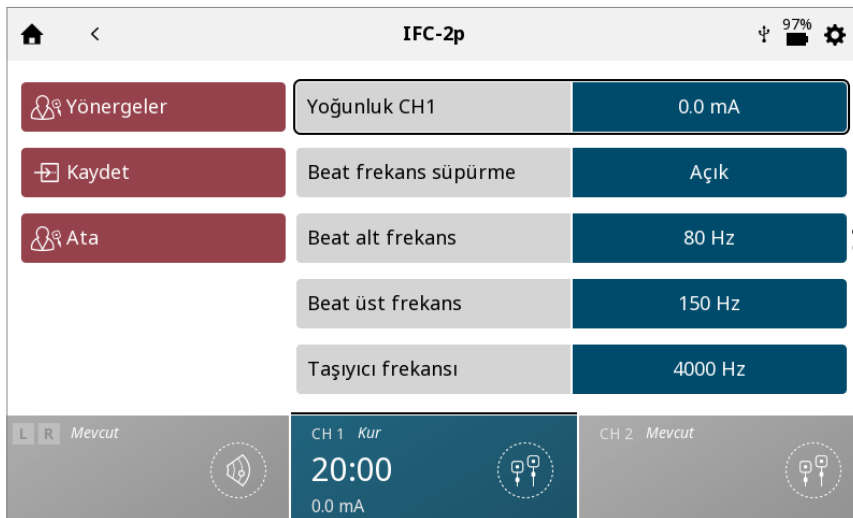 IFC-2p
97%
Yönergeler
Yoğunluk CH1
0.0 mA
Kaydet
Beat frekans süpürme
Açık
Ata
Beat alt frekans
80 Hz
Beat üst frekans
150 Hz
Taşıyıcı frekansı
4000 Hz
L R Mevcut
CH 1 Kur
20:00
0.0 mA
CH 2 Mevcut